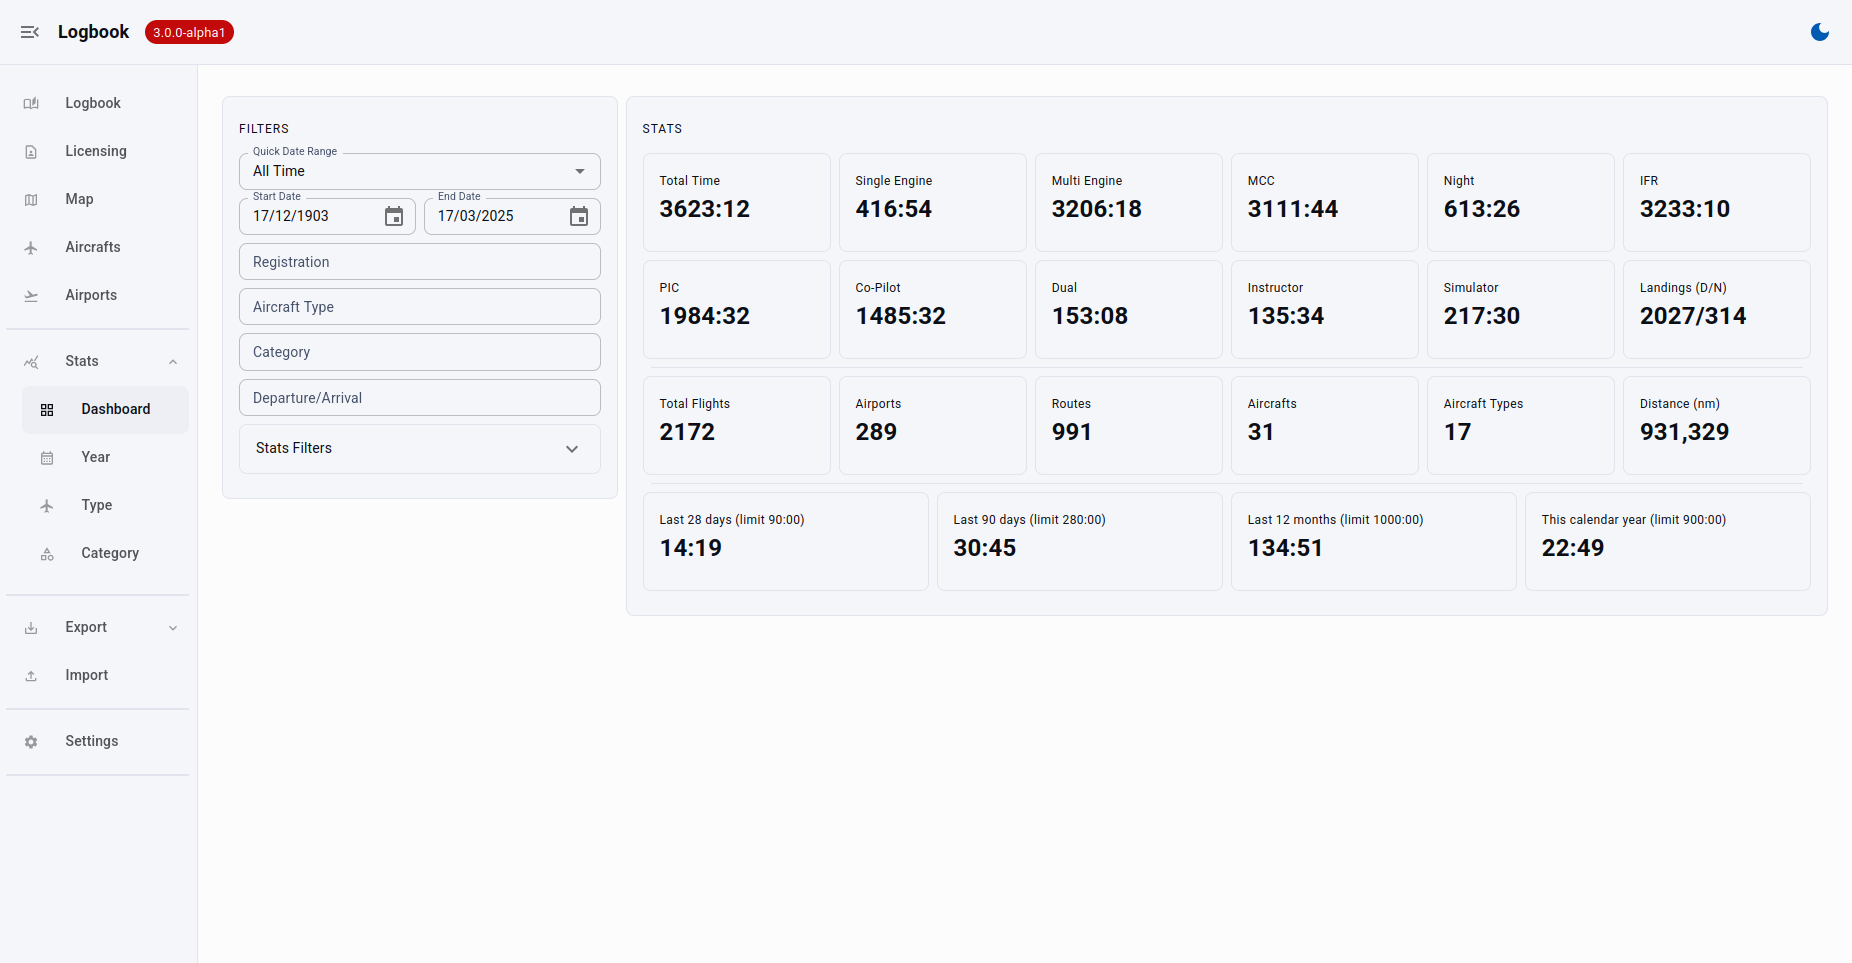 Logbook
3.0.0-alpha1
Logbook
Licensing
Map
Aircrafts
Airports
Stats
Dashboard
Year
Type
Category
Export
Import
Settings
FILTERS
Quick Date Range
All Time
Start Date
17/12/1903
End Date
17/03/2025
Registration
Aircraft Type
Category
Departure/Arrival
Stats Filters
STATS
Total Time
3623:12
Single Engine
416:54
Multi Engine
3206:18
MCC
3111:44
Night
613:26
IFR
3233:10
PIC
1984:32
Co-Pilot
1485:32
Dual
153:08
Instructor
135:34
Simulator
217:30
Landings (D/N)
2027/314
Total Flights
2172
Airports
289
Routes
991
Aircrafts
31
Aircraft Types
17
Distance (nm)
931,329
Last 28 days (limit 90:00)
14:19
Last 90 days (limit 280:00)
30:45
Last 12 months (limit 1000:00)
134:51
This calendar year (limit 900:00)
22:49